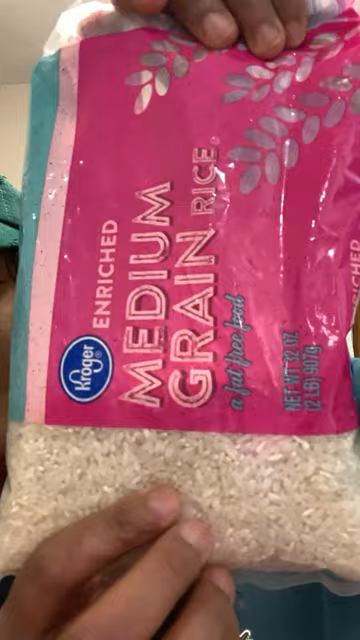 Kroger
ENRICHED
MEDIUM
GRAIN RICE
a fat free food
NET WT 32 OZ
(2 LB) 907g